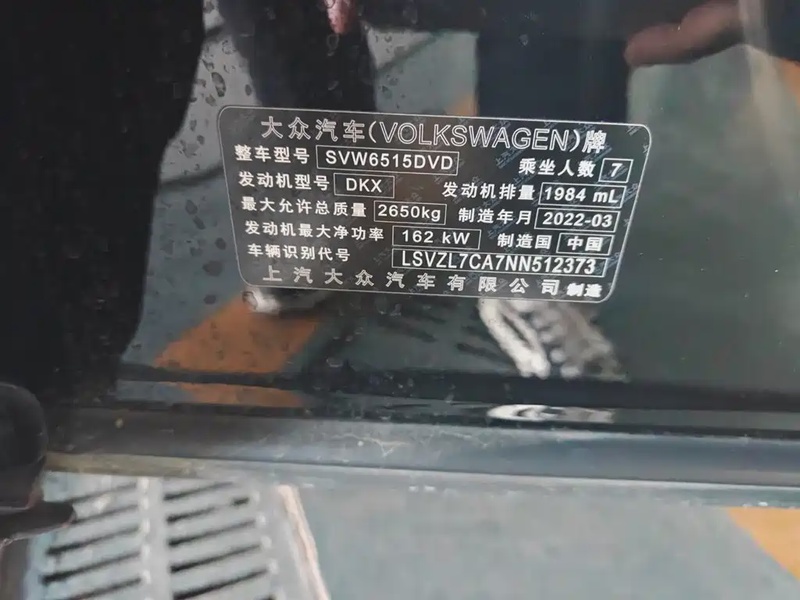 大众汽车(VOLKSWAGEN)牌
整车型号 SVW6515DVD 乘坐人数 7
发动机型号 DKX 发动机排量 1984 mL
最大允许总质量 2650kg 制造年月 2022-03
发动机最大净功率 162 kW 制造国 中国
车辆识别代号 LSVZL7CA7NN512373
上汽大众汽车有限公司 制造